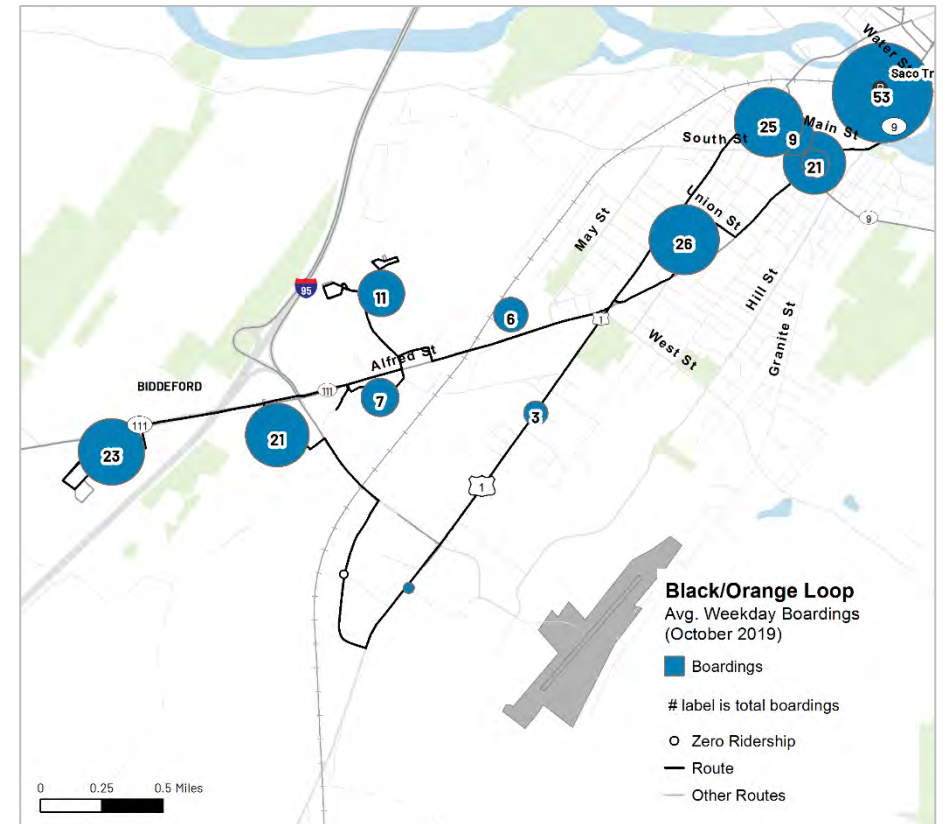 Water St
Saco Tr
53
9
25
9
Main St
South St
21
Union St
9
May St
26
95
11
Hill St
6
1
Granite St
West St
Alfred St
BIDDEFORD
111
7
3
111
21
23
1
Black/Orange Loop
Avg. Weekday Boardings
(October 2019)
Boardings
# label is total boardings
Zero Ridership
Route
Other Routes
0 0.25 0.5 Miles